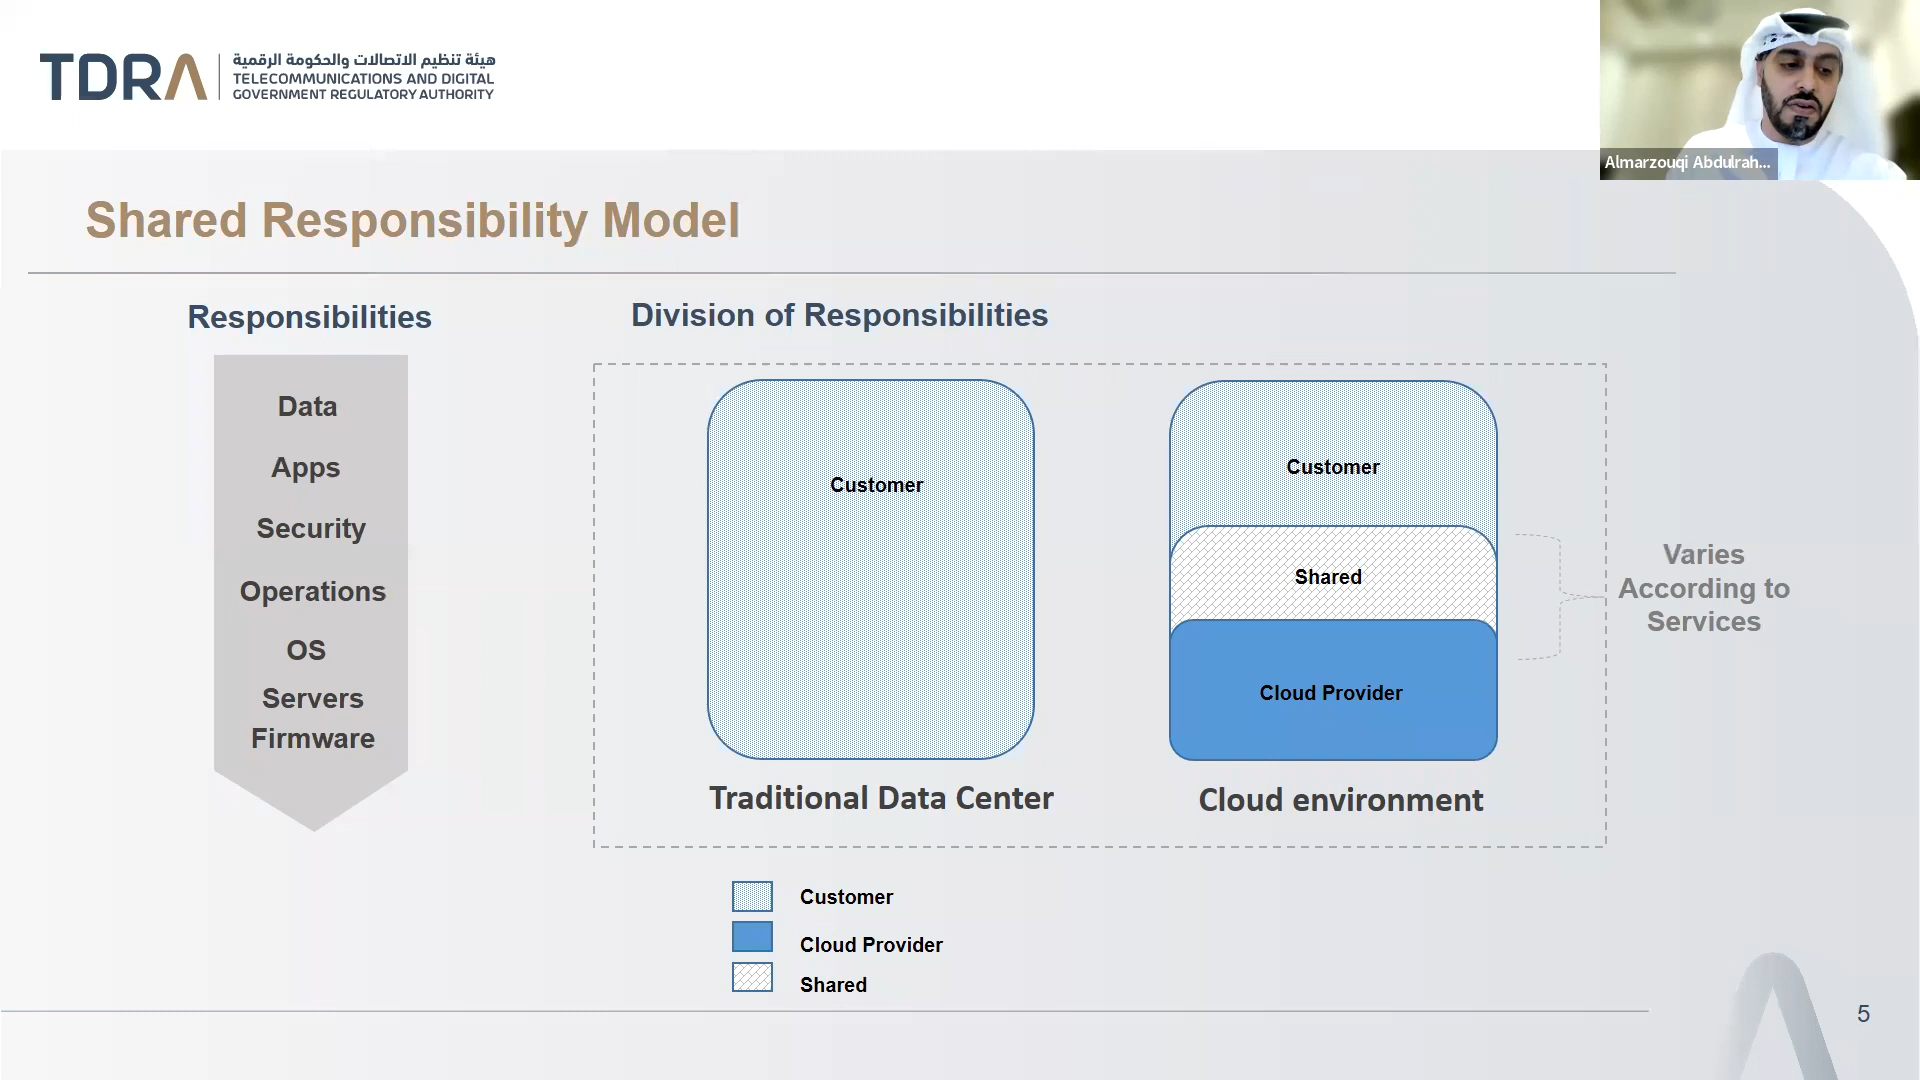 TDRA
هيئة تنظيم الاتصالات والحكومة الرقمية
TELECOMMUNICATIONS AND DIGITAL
GOVERNMENT REGULATORY AUTHORITY
Almarzouqi Abdulrah...
Shared Responsibility Model
Responsibilities
Data
Apps
Security
Operations
OS
Servers
Firmware
Division of Responsibilities
Customer
Traditional Data Center
Customer
Shared
Cloud Provider
Cloud environment
Varies
According to
Services
Customer
Cloud Provider
Shared
5